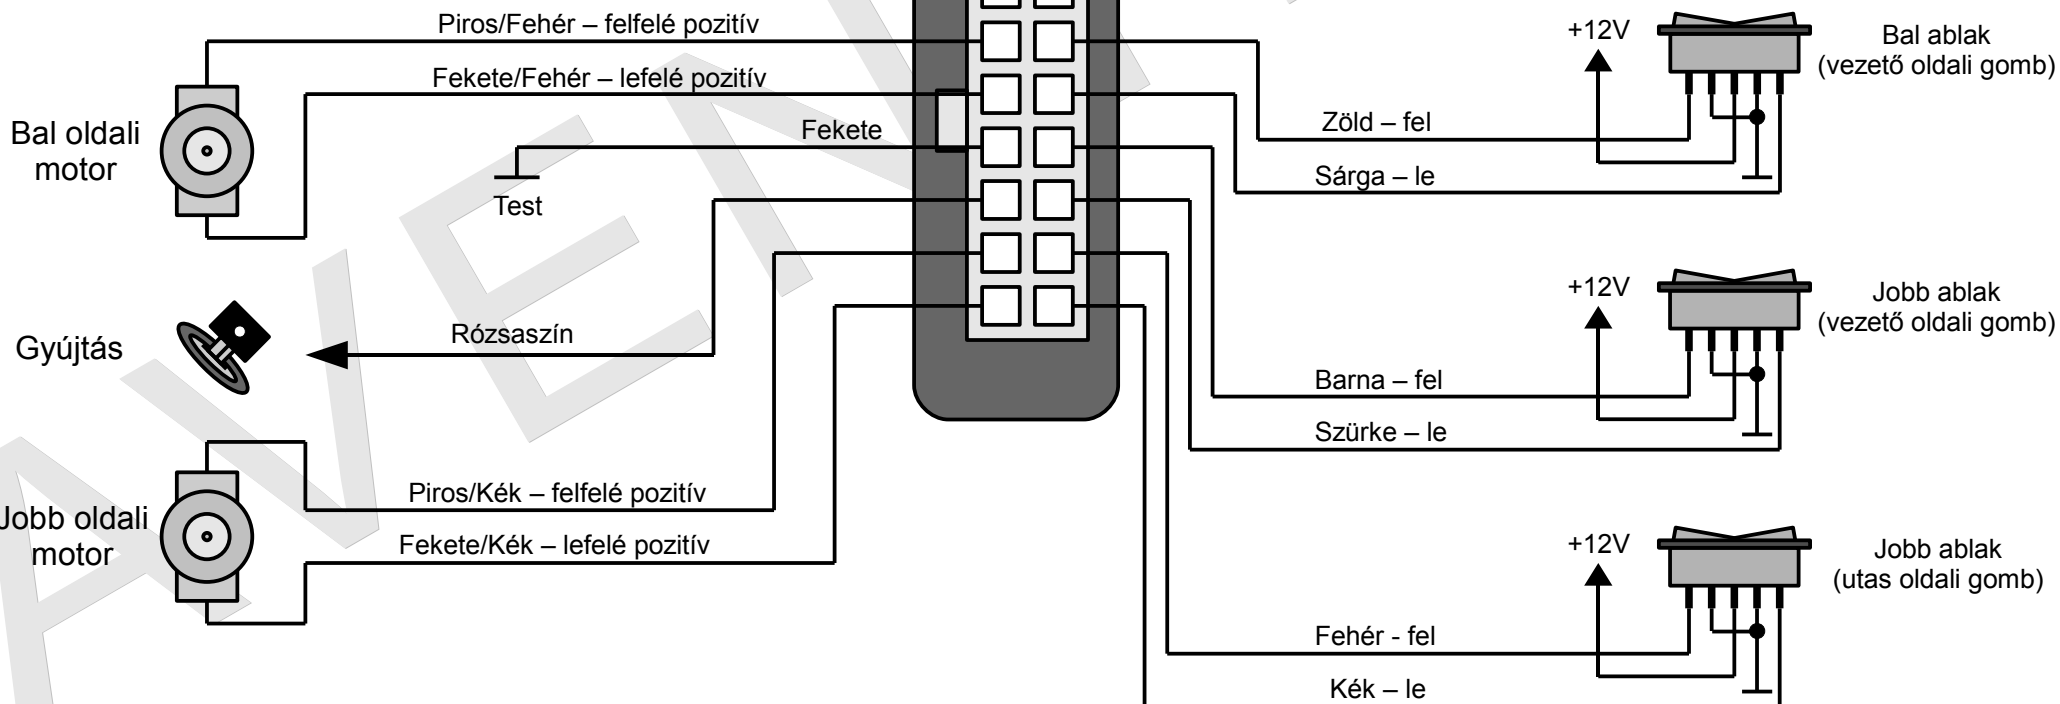 Piros/Fehér – felfelé pozitív
Fekete/Fehér – lefelé pozitív
Bal oldali
motor
Fekete
Test
Gyújtás
Rózsaszín
Piros/Kék – felfelé pozitív
Jobb oldali
motor
Fekete/Kék – lefelé pozitív
+12V
Bal ablak
(vezető oldali gomb)
Zöld – fel
Sárga – le
+12V
Jobb ablak
(vezető oldali gomb)
Barna – fel
Szürke – le
+12V
Jobb ablak
(utas oldali gomb)
Fehér - fel
Kék – le